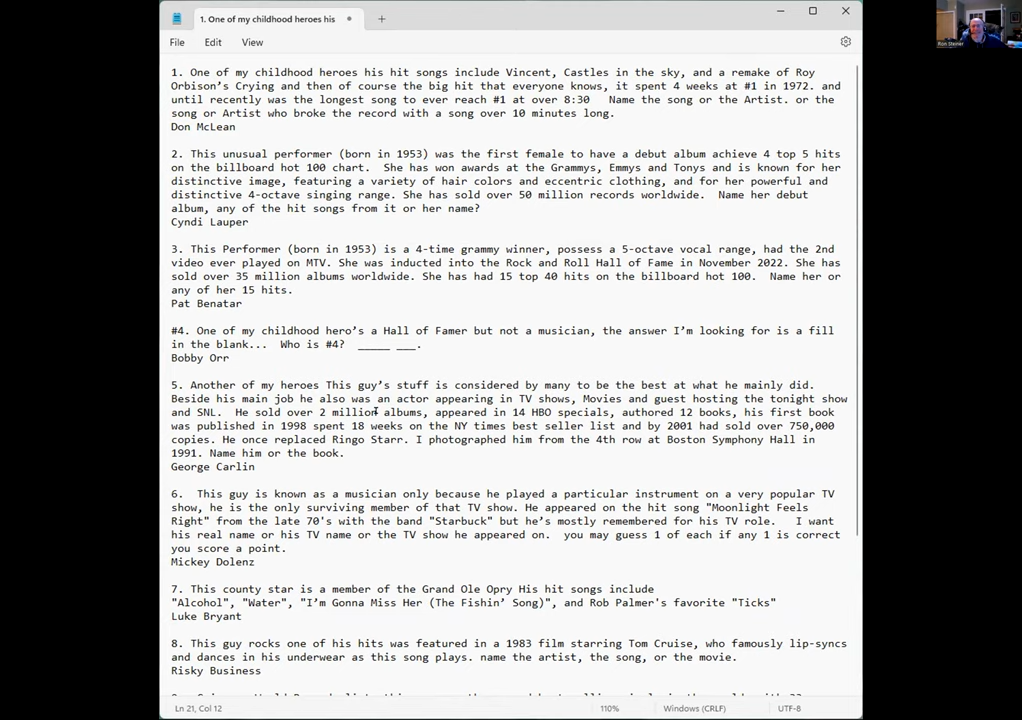 1. One of my childhood heroes his
File Edit View
1. One of my childhood heroes his hit songs include Vincent, Castles in the sky, and a remake of Roy
Orbison's Crying and then of course the big hit that everyone knows, it spent 4 weeks at #1 in 1972. and
until recently was the longest song to ever reach #1 at over 8:30 Name the song or the Artist. or the
song or Artist who broke the record with a song over 10 minutes long.
Don McLean
2. This unusual performer (born in 1953) was the first female to have a debut album achieve 4 top 5 hits
on the billboard hot 100 chart. She has won awards at the Grammys, Emmys and Tonys and is known for her
distinctive image, featuring a variety of hair colors and eccentric clothing, and for her powerful and
distinctive 4-octave singing range. She has sold over 50 million records worldwide. Name her debut
album, any of the hit songs from it or her name?
Cyndi Lauper
3. This Performer (born in 1953) is a 4-time grammy winner, possess a 5-octave vocal range, had the 2nd
video ever played on MTV. She was inducted into the Rock and Roll Hall of Fame in November 2022. She has
sold over 35 million albums worldwide. She has had 15 top 40 hits on the billboard hot 100. Name her or
any of her 15 hits.
Pat Benatar
#4. One of my childhood hero's a Hall of Famer but not a musician, the answer I'm looking for is a fill
in the blank... Who is #4? _____ ___.
Bobby Orr
5. Another of my heroes This guy's stuff is considered by many to be the best at what he mainly did.
Beside his main job he also was an actor appearing in TV shows, Movies and guest hosting the tonight show
and SNL. He sold over 2 million albums, appeared in 14 HBO specials, authored 12 books, his first book
was published in 1998 spent 18 weeks on the NY times best seller list and by 2001 had sold over 750,000
copies. He once replaced Ringo Starr. I photographed him from the 4th row at Boston Symphony Hall in
1991. Name him or the book.
George Carlin
6. This guy is known as a musician only because he played a particular instrument on a very popular TV
show, he is the only surviving member of that TV show. He appeared on the hit song "Moonlight Feels
Right" from the late 70's with the band "Starbuck" but he's mostly remembered for his TV role. I want
his real name or his TV name or the TV show he appeared on. you may guess 1 of each if any 1 is correct
you score a point.
Mickey Dolenz
7. This county star is a member of the Grand Ole Opry His hit songs include
"Alcohol", "Water", "I'm Gonna Miss Her (The Fishin' Song)", and Rob Palmer's favorite "Ticks"
Luke Bryant
8. This guy rocks one of his hits was featured in a 1983 film starring Tom Cruise, who famously lip-syncs
and dances in his underwear as this song plays. name the artist, the song, or the movie.
Risky Business
Ln 21, Col 12 110% Windows (CRLF) UTF-8
Ron Steiner